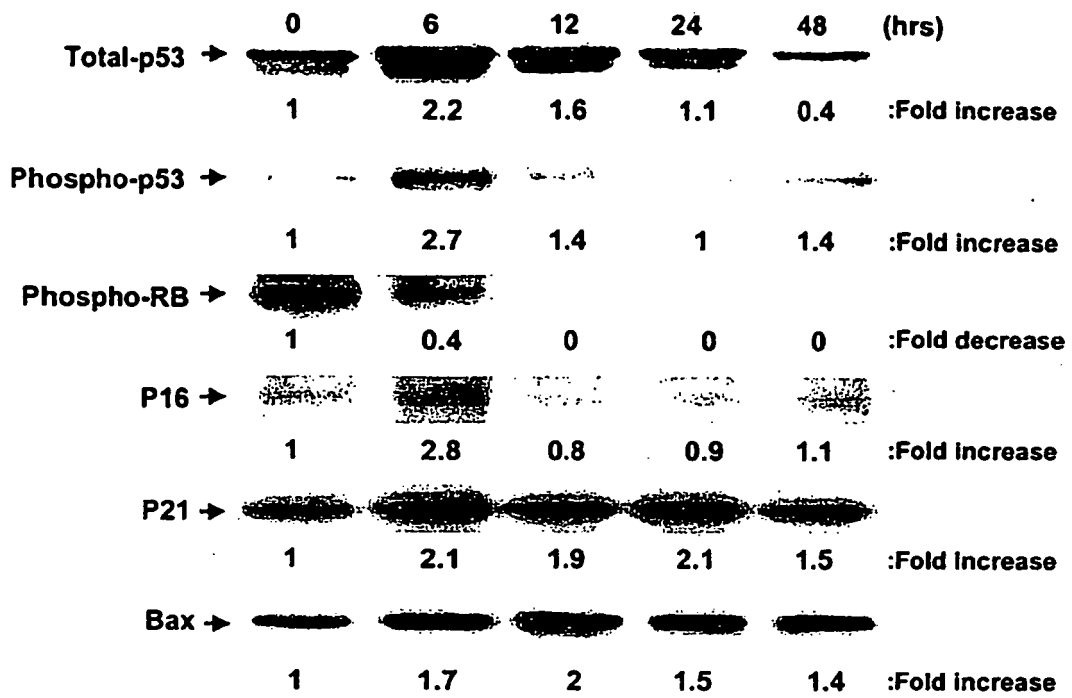 0 6 12 24 48 (hrs)
Total-p53
1 2.2 1.6 1.1 0.4 :Fold increase
Phospho-p53
1 2.7 1.4 1 1.4 :Fold increase
Phospho-RB
1 0.4 0 0 0 :Fold decrease
P16
1 2.8 0.8 0.9 1.1 :Fold increase
P21
1 2.1 1.9 2.1 1.5 :Fold increase
Bax
1 1.7 2 1.5 1.4 :Fold increase